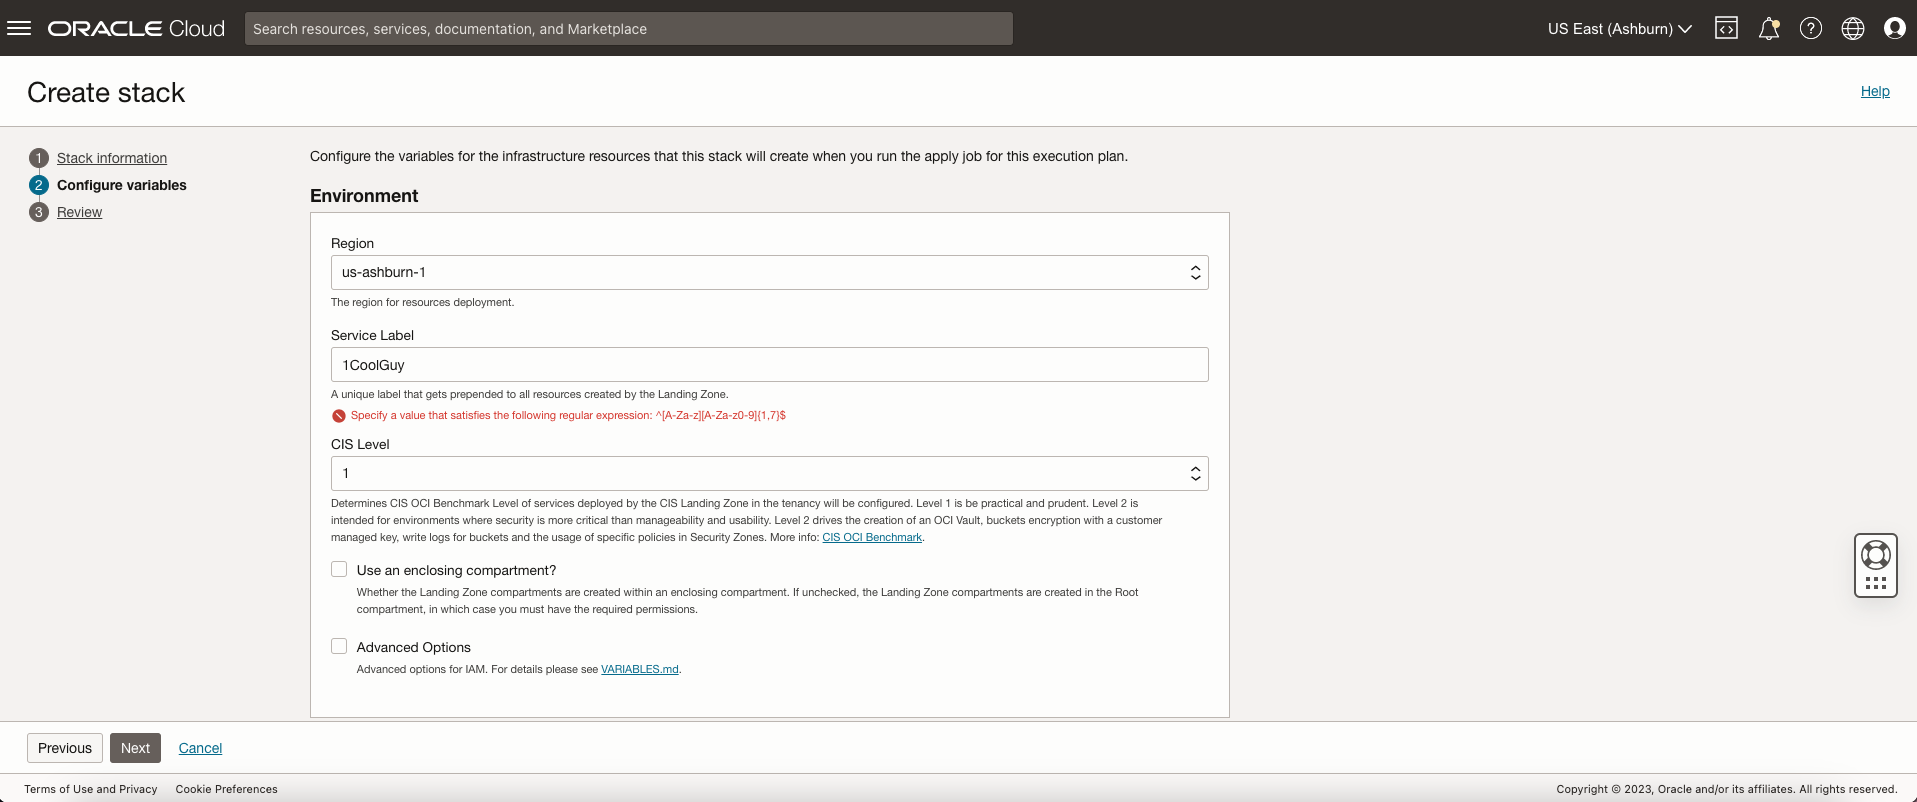 ORACLE Cloud
Search resources, services, documentation, and Marketplace
US East (Ashburn)
Create stack
Help
1 Stack information
2 Configure variables
3 Review
Configure the variables for the infrastructure resources that this stack will create when you run the apply job for this execution plan.
Environment
Region
us-ashburn-1
The region for resources deployment.
Service Label
1CoolGuy
A unique label that gets prepended to all resources created by the Landing Zone.
Specify a value that satisfies the following regular expression: ^[A-Za-z][A-Za-z0-9]{1,7}$
CIS Level
1
Determines CIS OCI Benchmark Level of services deployed by the CIS Landing Zone in the tenancy will be configured. Level 1 is be practical and prudent. Level 2 is
intended for environments where security is more critical than manageability and usability. Level 2 drives the creation of an OCI Vault, buckets encryption with a customer
managed key, write logs for buckets and the usage of specific policies in Security Zones. More info: CIS OCI Benchmark.
Use an enclosing compartment?
Whether the Landing Zone compartments are created within an enclosing compartment. If unchecked, the Landing Zone compartments are created in the Root
compartment, in which case you must have the required permissions.
Advanced Options
Advanced options for IAM. For details please see VARIABLES.md.
Previous
Next
Cancel
Terms of Use and Privacy
Cookie Preferences
Copyright © 2023, Oracle and/or its affiliates. All rights reserved.